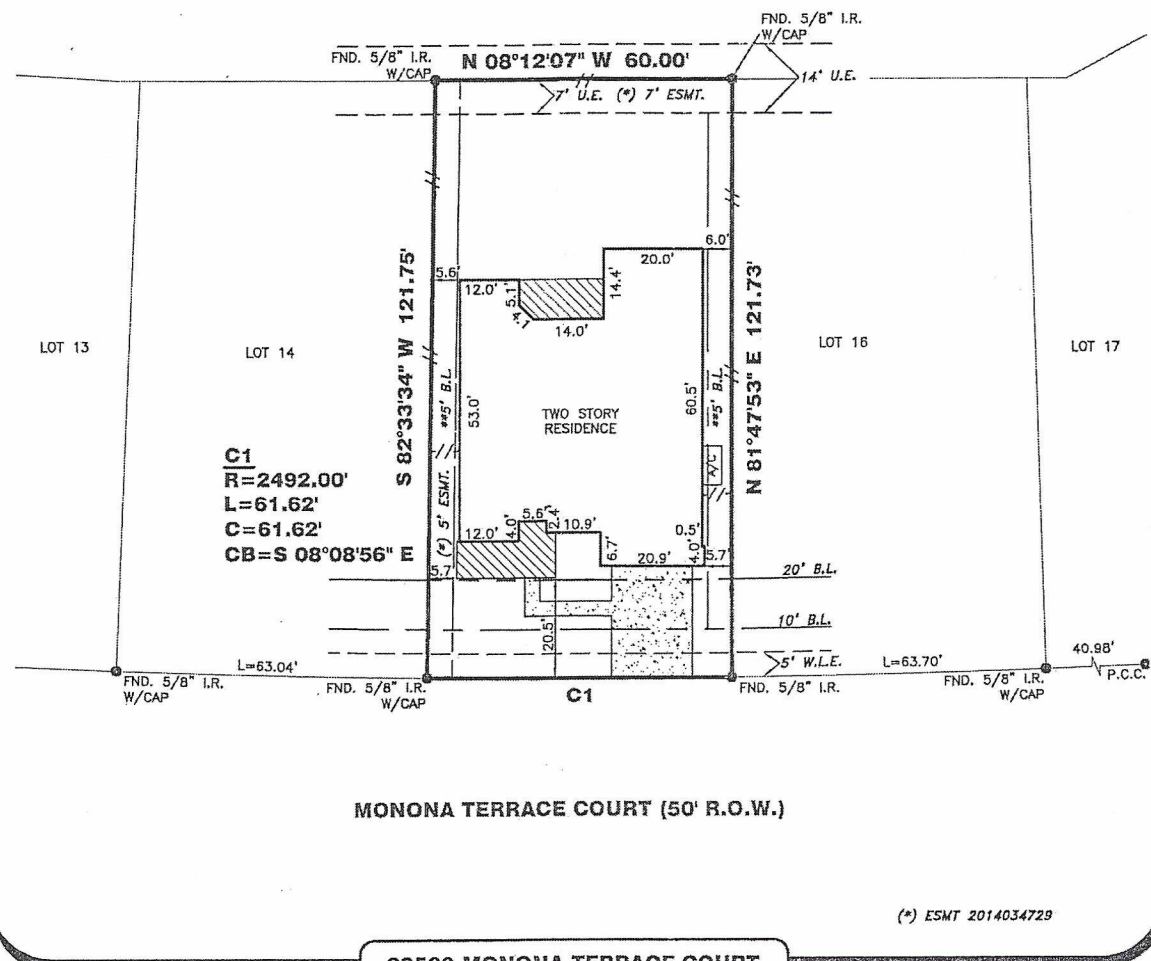 FND. 5/8" I.R.
W/CAP
FND. 5/8" I.R.
W/CAP
N 08°12'07" W 60.00'
14' U.E.
7' U.E. (*) 7' ESMT.
6.0'
20.0'
5.6'
12.0'
5.1'
4.1
14.0'
14.4'
S 82°33'34" W 121.75'
N 81°47'53" E 121.73'
LOT 13
LOT 14
LOT 16
LOT 17
**5' B.L.
53.0'
TWO STORY
RESIDENCE
60.5'
**5' B.L.
A/C
C1
R=2492.00'
L=61.62'
C=61.62'
CB=S 08°08'56" E
(*) 5' ESMT.
12.0'
4.0'
5.6'
2.4'
10.9'
6.7'
20.9'
0.5'
4.0'
5.7'
5.7'
20' B.L.
10' B.L.
20.5'
5' W.L.E.
L=63.04'
L=63.70'
40.98'
P.C.C.
FND. 5/8" I.R.
W/CAP
FND. 5/8" I.R.
W/CAP
C1
FND. 5/8" I.R.
FND. 5/8" I.R.
W/CAP
MONONA TERRACE COURT (50' R.O.W.)
(*) ESMT 2014034729
MONONA TERRACE COURT